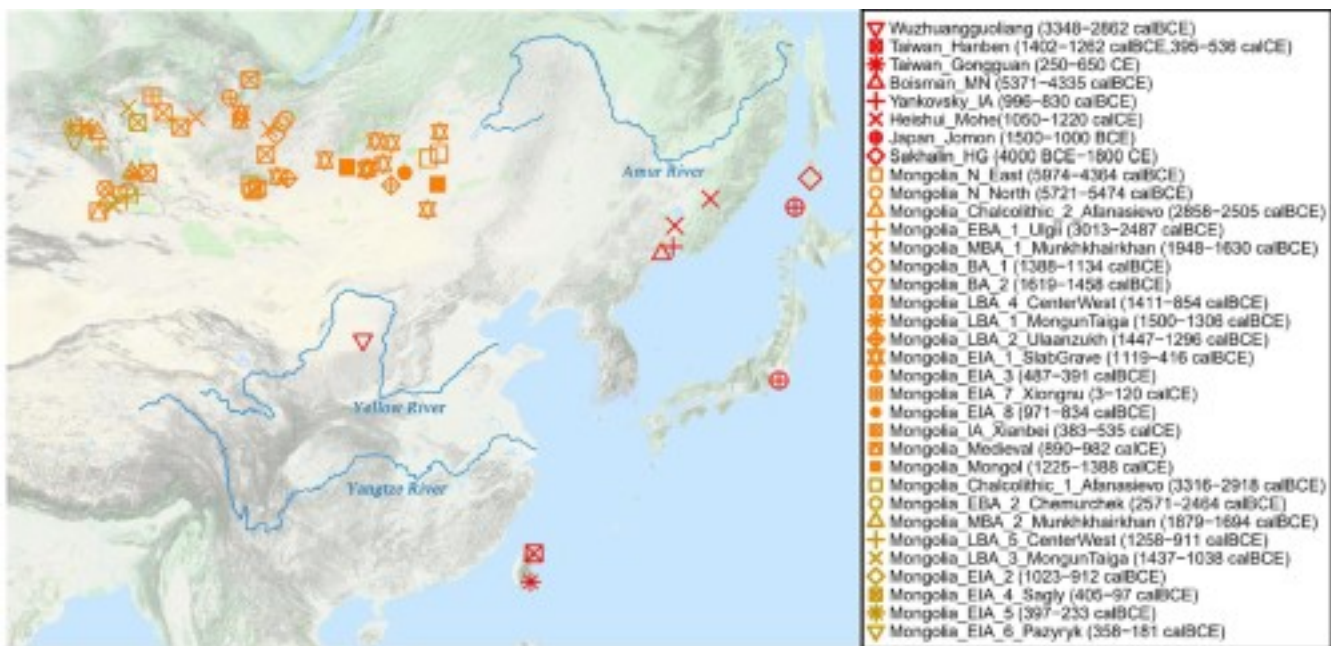 Amur River
Yellow River
Yangtze River
Wuzhuangguoliang (3348–2862 calBCE)
Taiwan_Hanben (1402–1262 calBCE,395–536 calCE)
Taiwan_Gongguan (250–650 CE)
Boisman_MN (5371–4335 calBCE)
Yankovsky_IA (996–830 calBCE)
Heishui_Mohe(1050–1220 calCE)
Japan_Jomon (1500–1000 BCE)
Sakhalin_HG (4000 BCE–1800 CE)
Mongolia_N_East (5974–4364 calBCE)
Mongolia_N_North (5721–5474 calBCE)
Mongolia_Chalcolithic_2_Afanasievo (2858–2505 calBCE)
Mongolia_EBA_1_Ulgii (3013–2487 calBCE)
Mongolia_MBA_1_Munkhkhairkhan (1948–1630 calBCE)
Mongolia_BA_1 (1388–1134 calBCE)
Mongolia_BA_2 (1619–1458 calBCE)
Mongolia_LBA_4_CenterWest (1411–854 calBCE)
Mongolia_LBA_1_MongunTaiga (1500–1306 calBCE)
Mongolia_LBA_2_Ulaanzukh (1447–1296 calBCE)
Mongolia_EIA_1_SlabGrave (1119–416 calBCE)
Mongolia_EIA_3 (487–391 calBCE)
Mongolia_EIA_7_Xiongnu (3–120 calBCE)
Mongolia_EIA_8 (971–834 calBCE)
Mongolia_IA_Xianbei (383–535 calCE)
Mongolia_Medieval (890–982 calCE)
Mongolia_Mongol (1225–1388 calCE)
Mongolia_Chalcolithic_1_Afanasievo (3316–2918 calBCE)
Mongolia_EBA_2_Chemurchek (2571–2464 calBCE)
Mongolia_MBA_2_Munkhkhairkhan (1879–1694 calBCE)
Mongolia_LBA_5_CenterWest (1258–911 calBCE)
Mongolia_LBA_3_MongunTaiga (1437–1038 calBCE)
Mongolia_EIA_2 (1023–912 calBCE)
Mongolia_EIA_4_Sagly (405–97 calBCE)
Mongolia_EIA_5 (397–233 calBCE)
Mongolia_EIA_6_Pazyryk (358–181 calBCE)